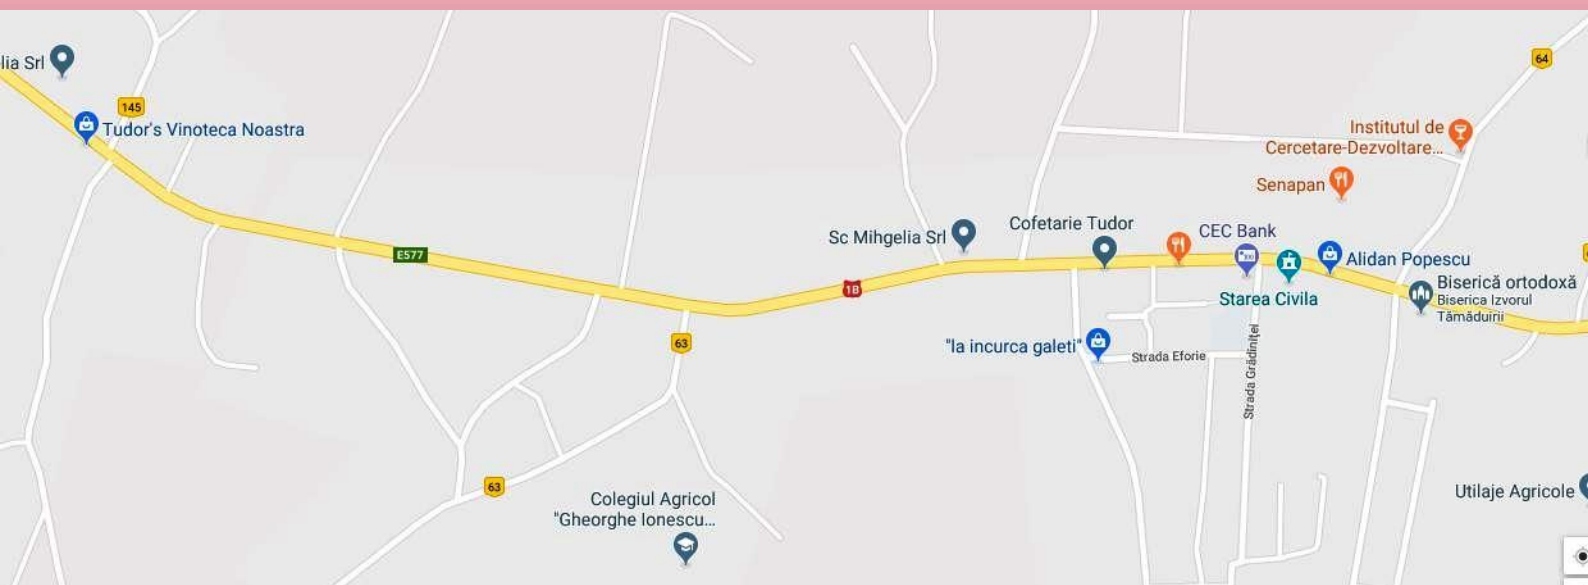 lia Srl
145
Tudor's Vinoteca Noastra
64
Institutul de
Cercetare-Dezvoltare...
Senapan
Cofetarie Tudor
CEC Bank
Sc Mihgelia Srl
E577
1B
Alidan Popescu
Starea Civila
Biserică ortodoxă
Biserica Izvorul
Tămăduirii
63
"la incurca galeti"
Strada Eforie
Strada Grădiniței
63
Colegiul Agricol
"Gheorghe Ionescu...
Utilaje Agricole